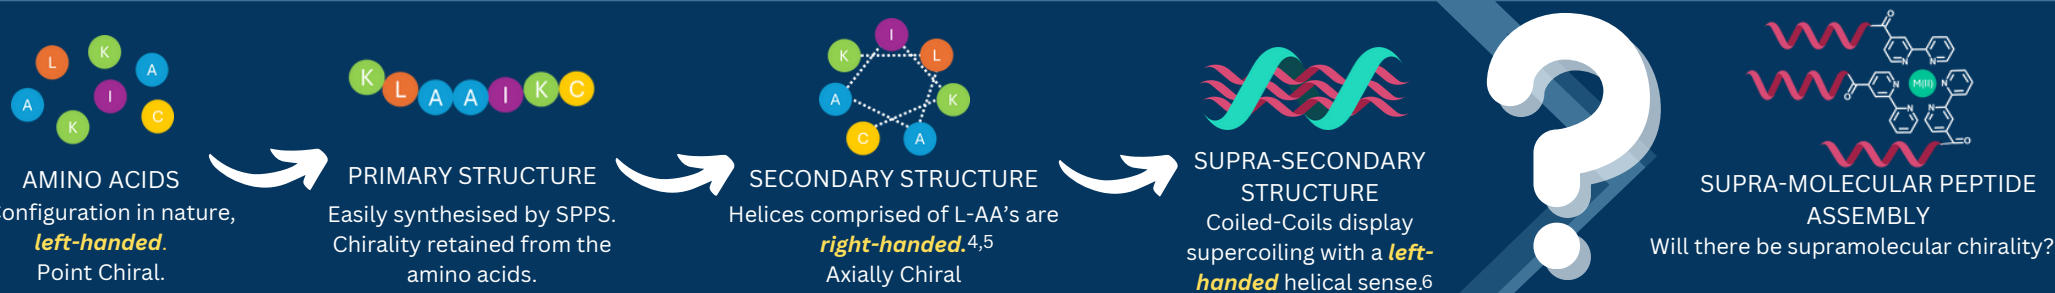 L
K
A
A
I
K
C
AMINO ACIDS
onfiguration in nature,
left-handed.
Point Chiral.
K L A A I K C
PRIMARY STRUCTURE
Easily synthesised by SPPS.
Chirality retained from the
amino acids.
I
K
L
A
K
C
A
SECONDARY STRUCTURE
Helices comprised of L-AA's are
right-handed.4,5
Axially Chiral
SUPRA-SECONDARY
STRUCTURE
Coiled-Coils display
supercoiling with a left-
handed helical sense.6
?
O
N
N
M(II)
N
N
O
N
N
O
SUPRA-MOLECULAR PEPTIDE
ASSEMBLY
Will there be supramolecular chirality?